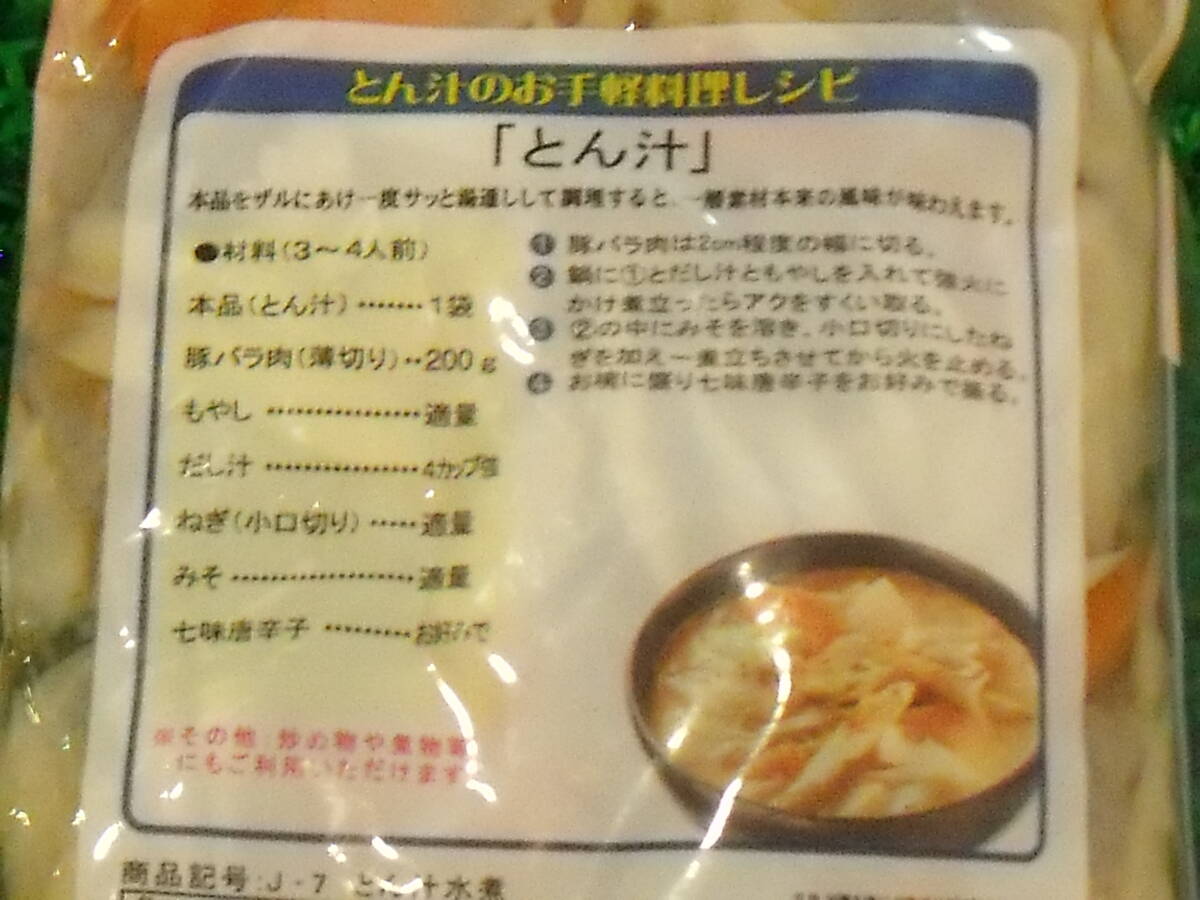 とん汁のお手軽料理レシピ
「とん汁」
本品をザルにあけ一度サッと湯通しして調理すると、一層素材本来の風味が味わえます。
●材料(3～4人前)
本品(とん汁)‥‥‥1袋
豚バラ肉(薄切り)‥200g
もやし‥‥‥‥‥‥適量
だし汁‥‥‥‥‥‥4カップ
ねぎ(小口切り)‥‥適量
みそ‥‥‥‥‥‥‥適量
七味唐辛子‥‥‥‥お好みで
❶豚バラ肉は2cm程度の幅に切る。
❷鍋に①とだし汁ともやしを入れて強火に
かけ煮立ったらアクをすくい取る。
❸②の中にみそを溶き、小口切りにしたね
ぎを加え一煮立ちさせてから火を止める。
❹お椀に盛り七味唐辛子をお好みで振る。
※その他、炒め物や煮物等
にもご利用いただけます
商品記号:J-7 とん汁水煮